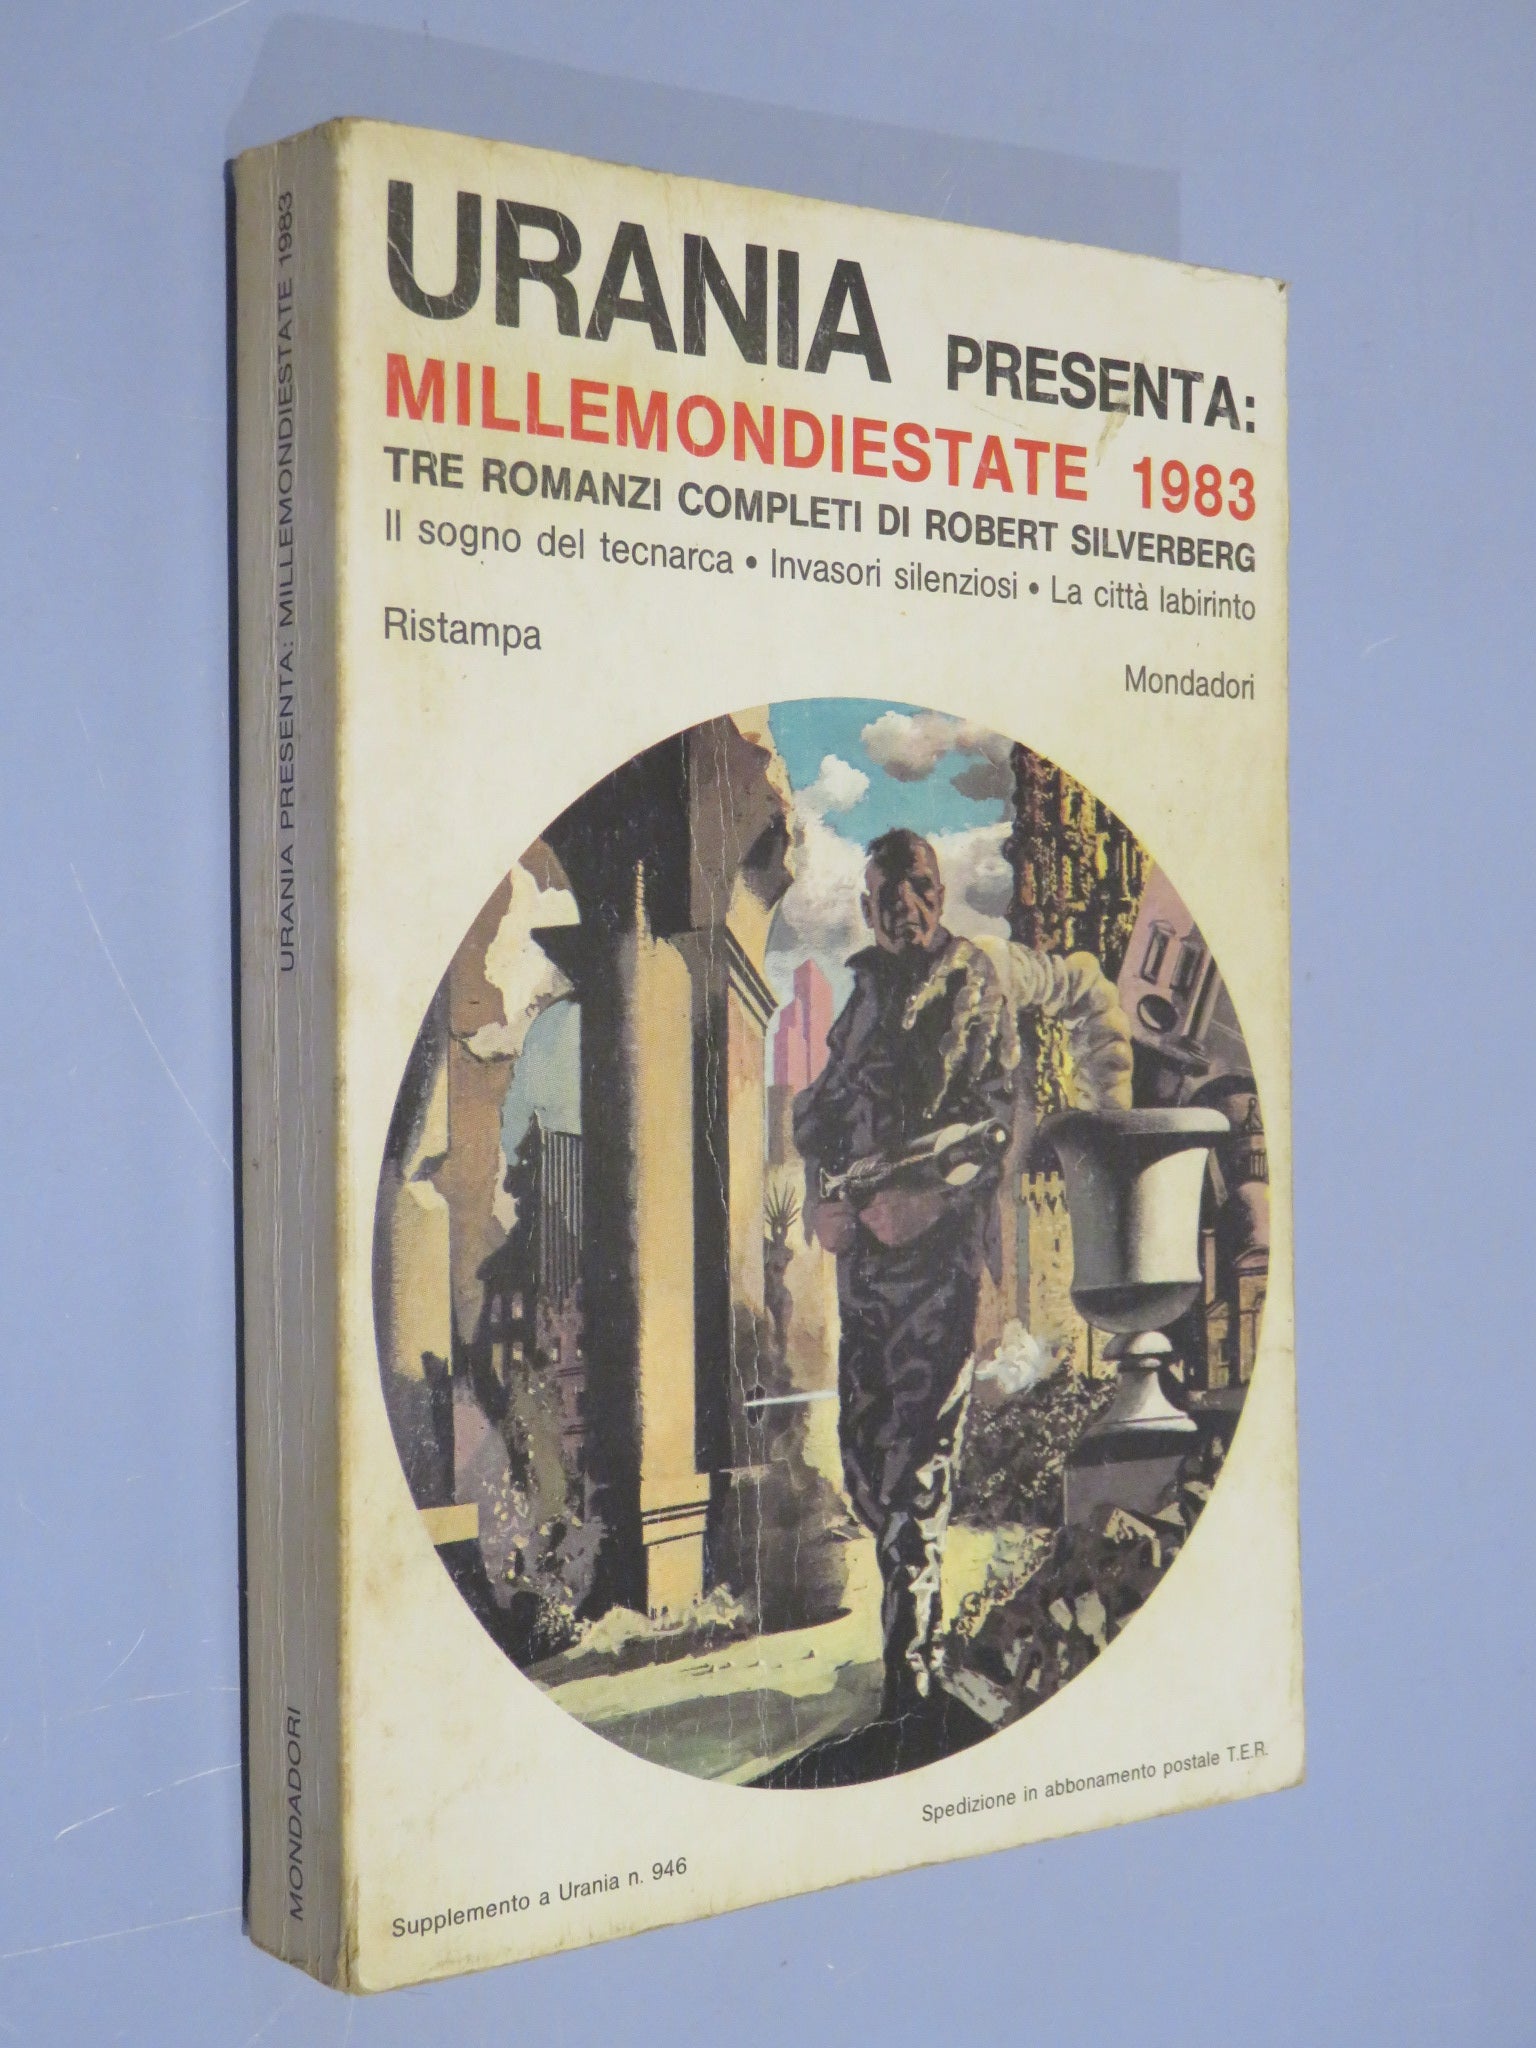 URANIA PRESENTA:
MILLEMONDIESTATE 1983
TRE ROMANZI COMPLETI DI ROBERT SILVERBERG
Il sogno del tecnarca • Invasori silenziosi • La città labirinto
Ristampa
Mondadori
Spedizione in abbonamento postale T.E.R.
Supplemento a Urania n. 946
URANIA PRESENTA: MILLEMONDIESTATE 1983
MONDADORI